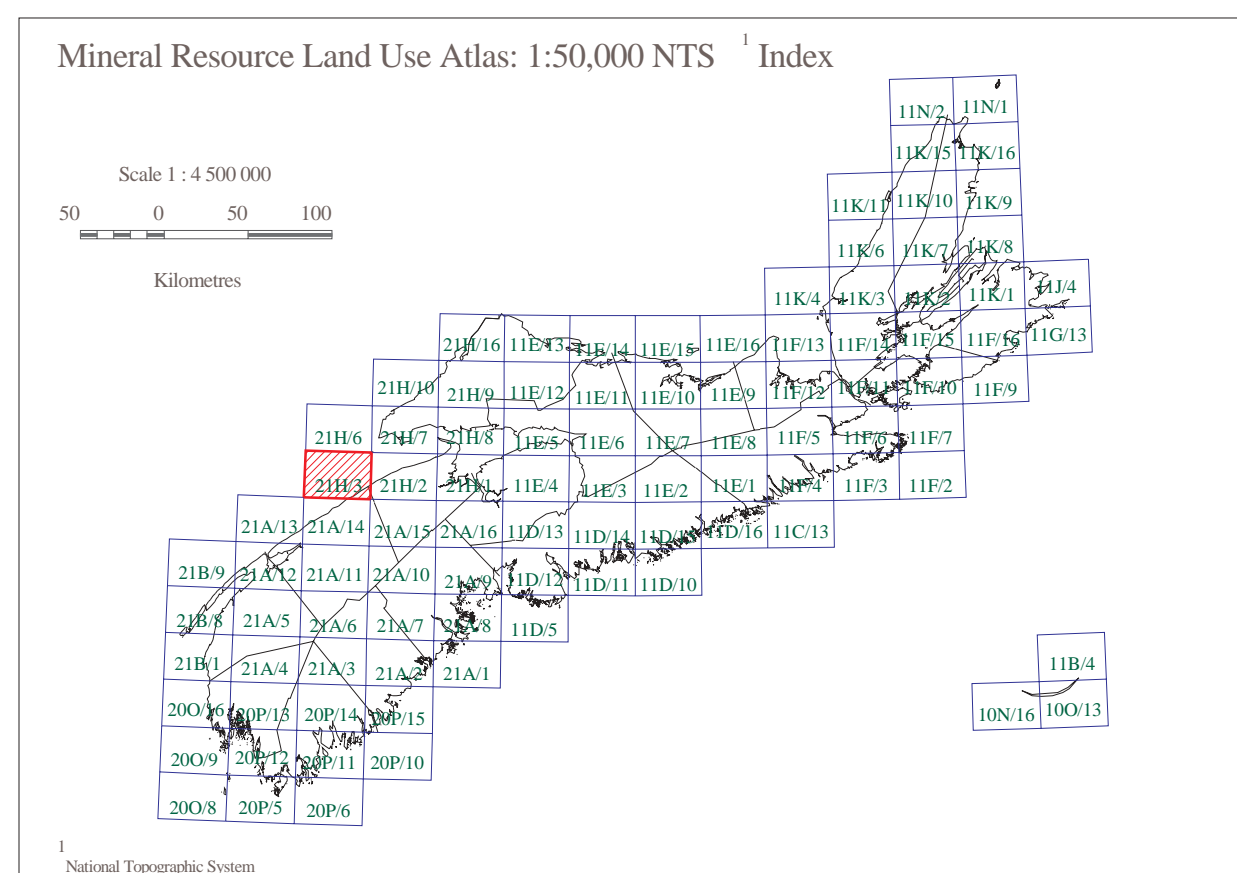 Mineral Resource Land Use Atlas: 1:50,000 NTS 1 Index
Scale 1 : 4 500 000
50 0 50 100
Kilometres
11N/2 11N/1
11K/15 11K/16
11K/11 11K/10 11K/9
11K/6 11K/7 11K/8
11K/4 11K/3 11K/2 11K/1 11J/4
21H/16 11E/13 11E/14 11E/15 11E/16 11F/13 11F/14 11F/15 11F/16 11G/13
21H/10 21H/9 11E/12 11E/11 11E/10 11E/9 11F/12 11F/11 11F/10 11F/9
21H/6 21H/7 21H/8 11E/5 11E/6 11E/7 11E/8 11F/5 11F/6 11F/7
21H/3 21H/2 21H/1 11E/4 11E/3 11E/2 11E/1 11F/4 11F/3 11F/2
21A/13 21A/14 21A/15 21A/16 11D/13 11D/14 11D/15 11D/16 11C/13
21B/9 21A/12 21A/11 21A/10 21A/9 11D/12 11D/11 11D/10
21B/8 21A/5 21A/6 21A/7 21A/8 11D/5
21B/1 21A/4 21A/3 21A/2 21A/1 11B/4
20O/16 20P/13 20P/14 20P/15 10N/16 10O/13
20O/9 20P/12 20P/11 20P/10
20O/8 20P/5 20P/6
1
National Topographic System